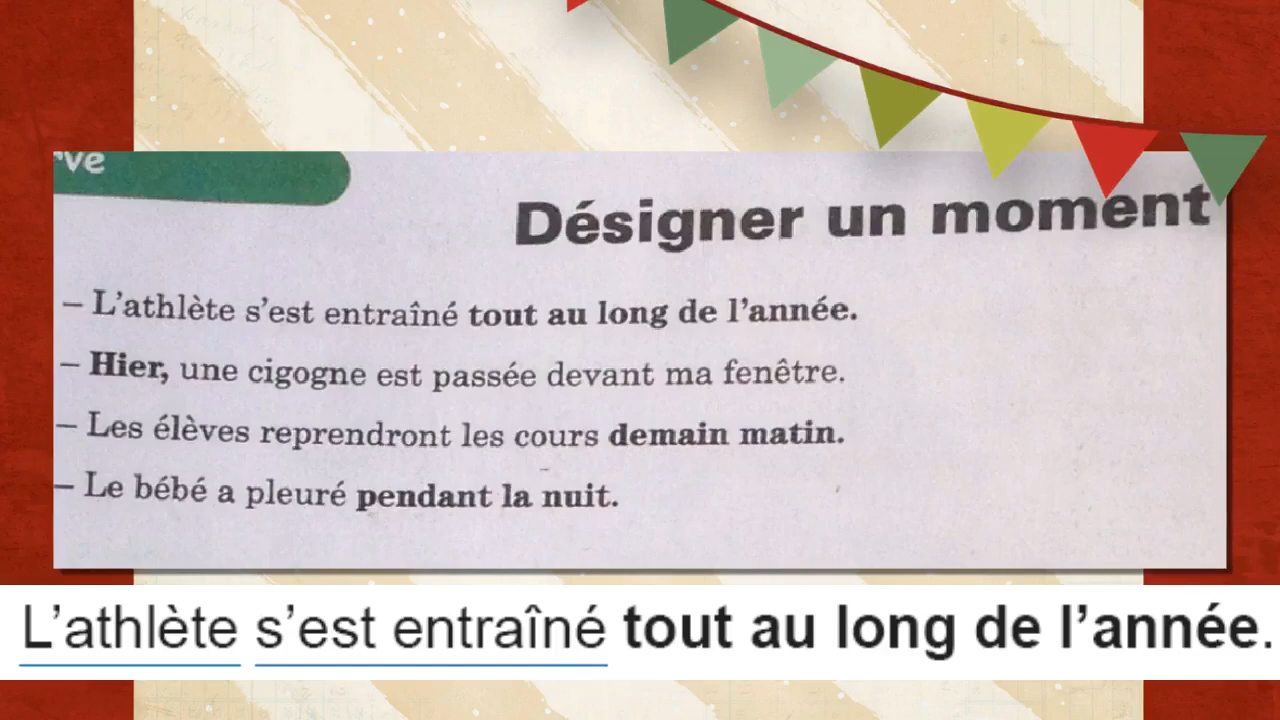 Désigner un moment
– L'athlète s'est entraîné tout au long de l'année.
– Hier, une cigogne est passée devant ma fenêtre.
– Les élèves reprendront les cours demain matin.
– Le bébé a pleuré pendant la nuit.
L'athlète s'est entraîné tout au long de l'année.